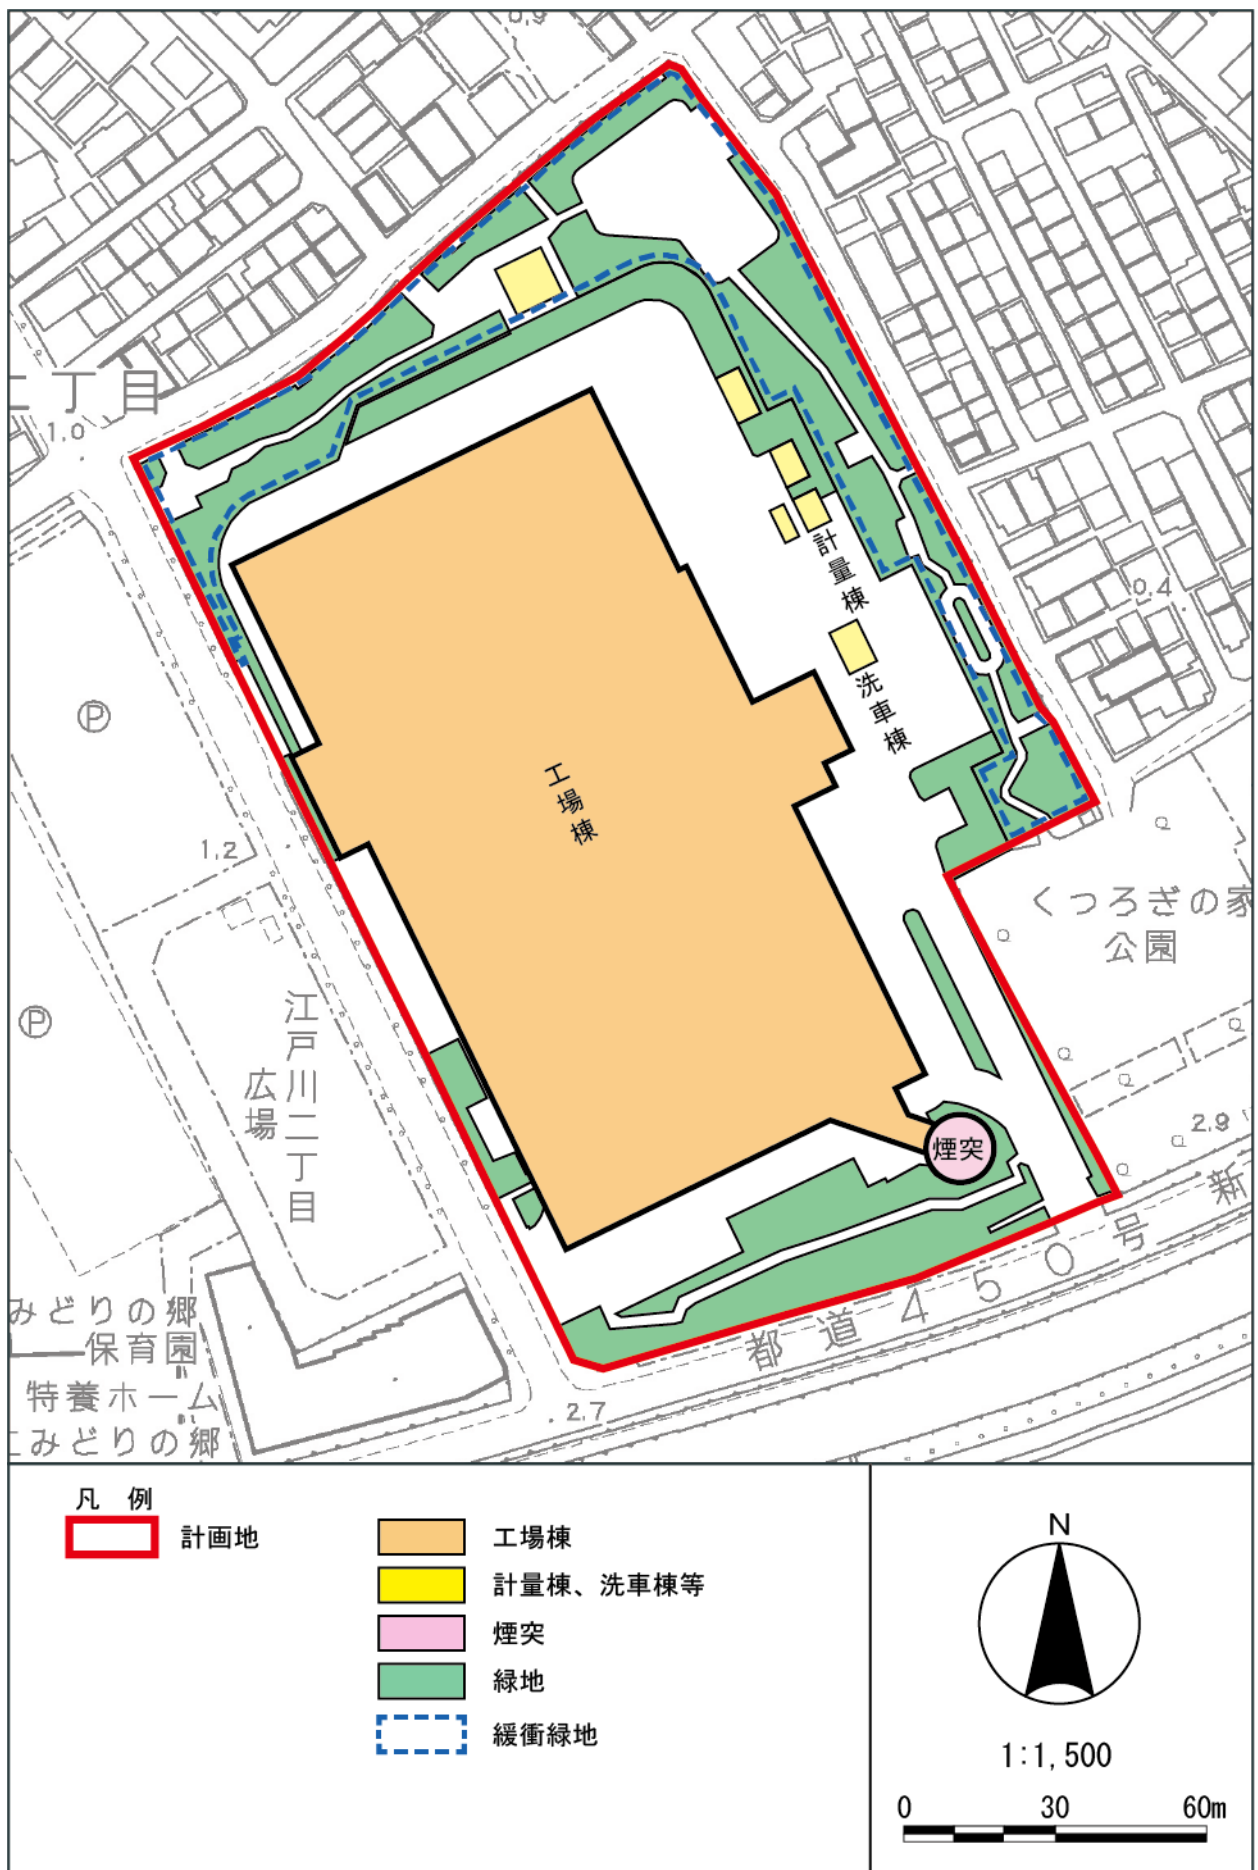 0.9
二丁目
1.0
計量棟
0.4
洗車棟
P
工場棟
1.2
くつろぎの家
公園
江戸川二丁目
広場
P
煙突
2.9
都道450号 新
みどりの郷
保育園
特養ホーム
みどりの郷
2.7
凡 例
計画地
工場棟
計量棟、洗車棟等
煙突
緑地
緩衝緑地
N
1:1,500
0 30 60m